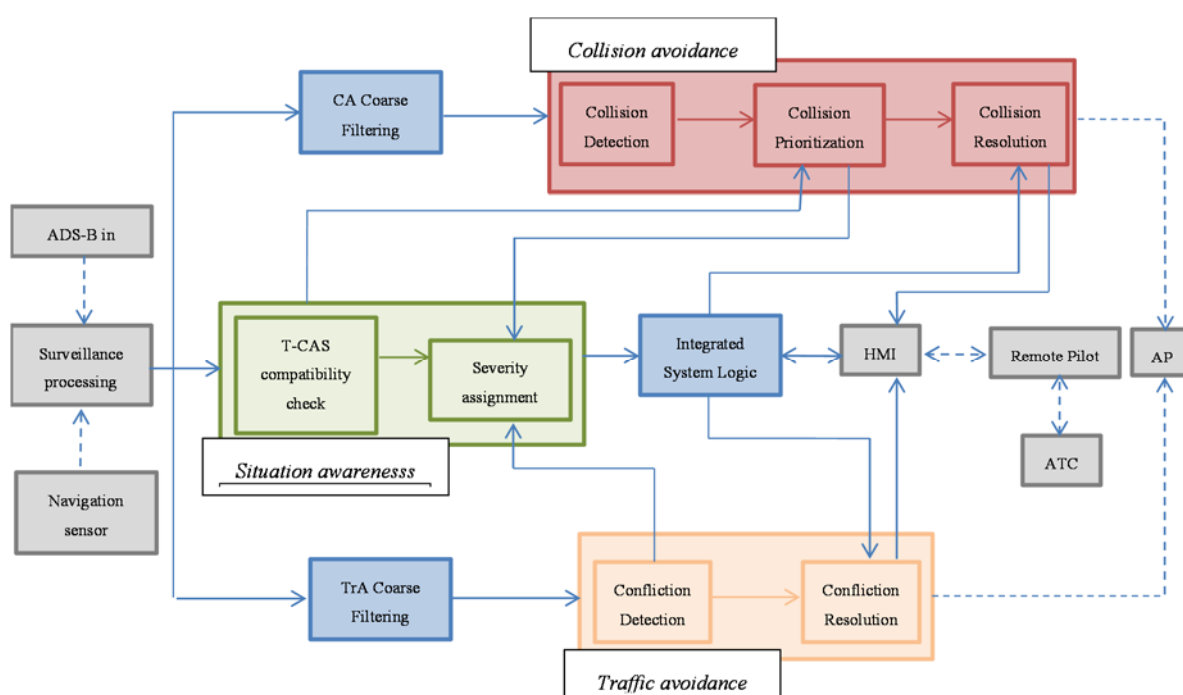 Collision avoidance
CA Coarse
Filtering
Collision
Detection
Collision
Prioritization
Collision
Resolution
ADS-B in
Surveillance
processing
Navigation
sensor
T-CAS
compatibility
check
Severity
assignment
Situation awarenesss
Integrated
System Logic
HMI
Remote Pilot
AP
ATC
TrA Coarse
Filtering
Confliction
Detection
Confliction
Resolution
Traffic avoidance